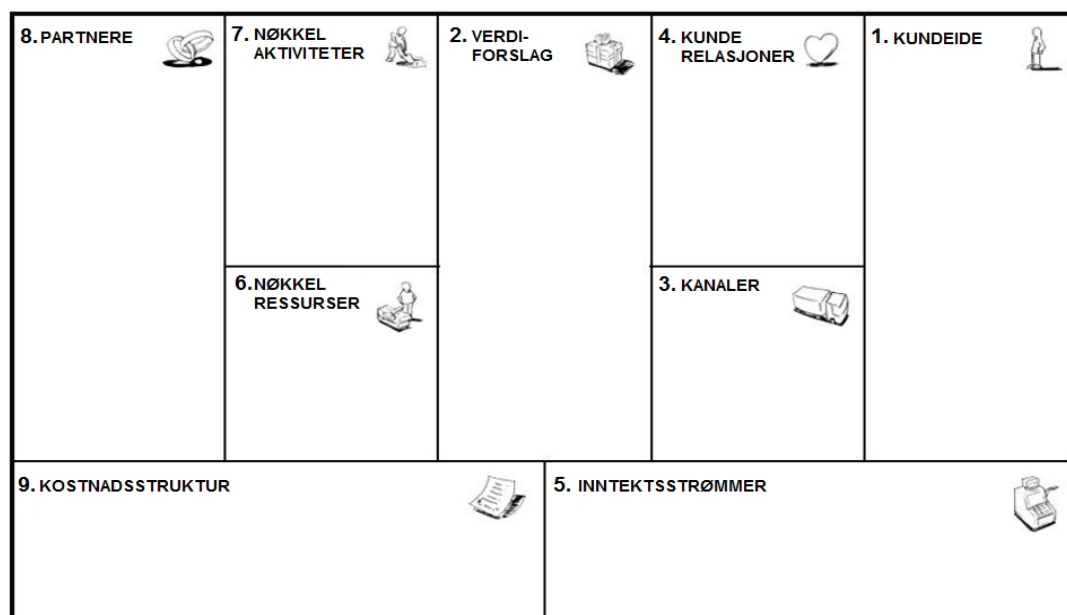 8. PARTNERE
7. NØKKEL
AKTIVITETER
2. VERDI-
FORSLAG
4. KUNDE
RELASJONER
1. KUNDEIDE
6. NØKKEL
RESSURSER
3. KANALER
9. KOSTNADSSTRUKTUR
5. INNTEKTSSTRØMMER